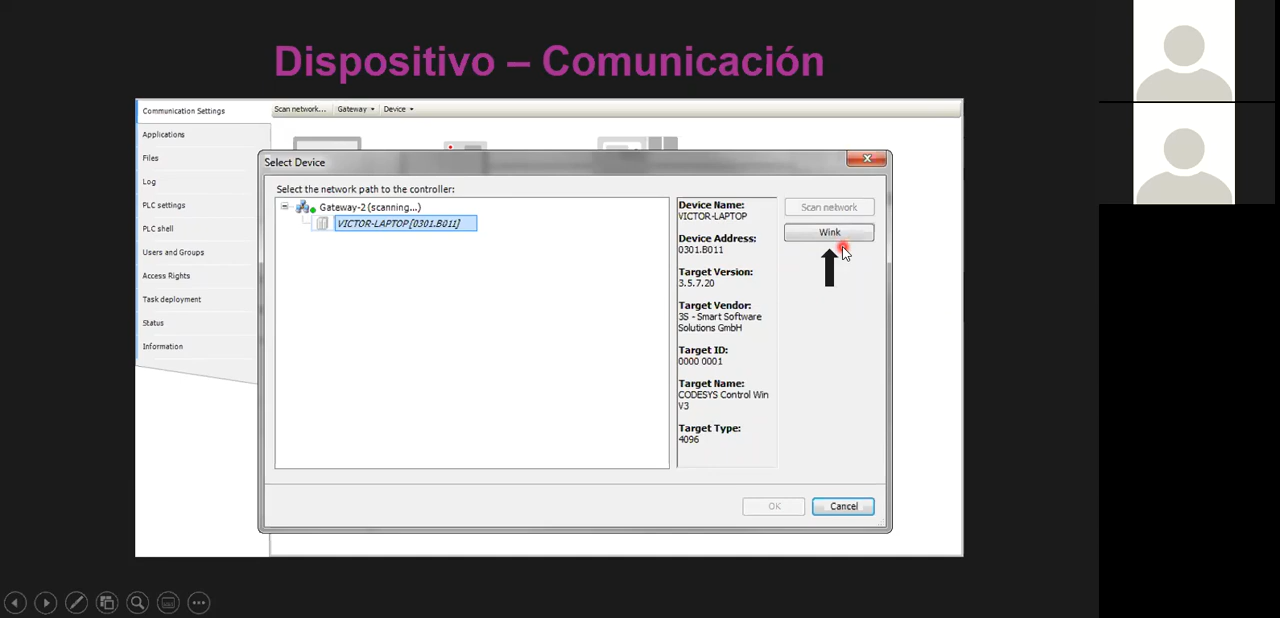 Dispositivo – Comunicación
Communication Settings
Applications
Files
Log
PLC settings
PLC shell
Users and Groups
Access Rights
Task deployment
Status
Information
Scan network...
Gateway
Device
Select Device
Select the network path to the controller:
Gateway-2 (scanning...)
VICTOR-LAPTOP [0301.B011]
Device Name:
VICTOR-LAPTOP
Device Address:
0301.B011
Target Version:
3.5.7.20
Target Vendor:
3S - Smart Software
Solutions GmbH
Target ID:
0000 0001
Target Name:
CODESYS Control Win
V3
Target Type:
4096
Scan network
Wink
OK
Cancel